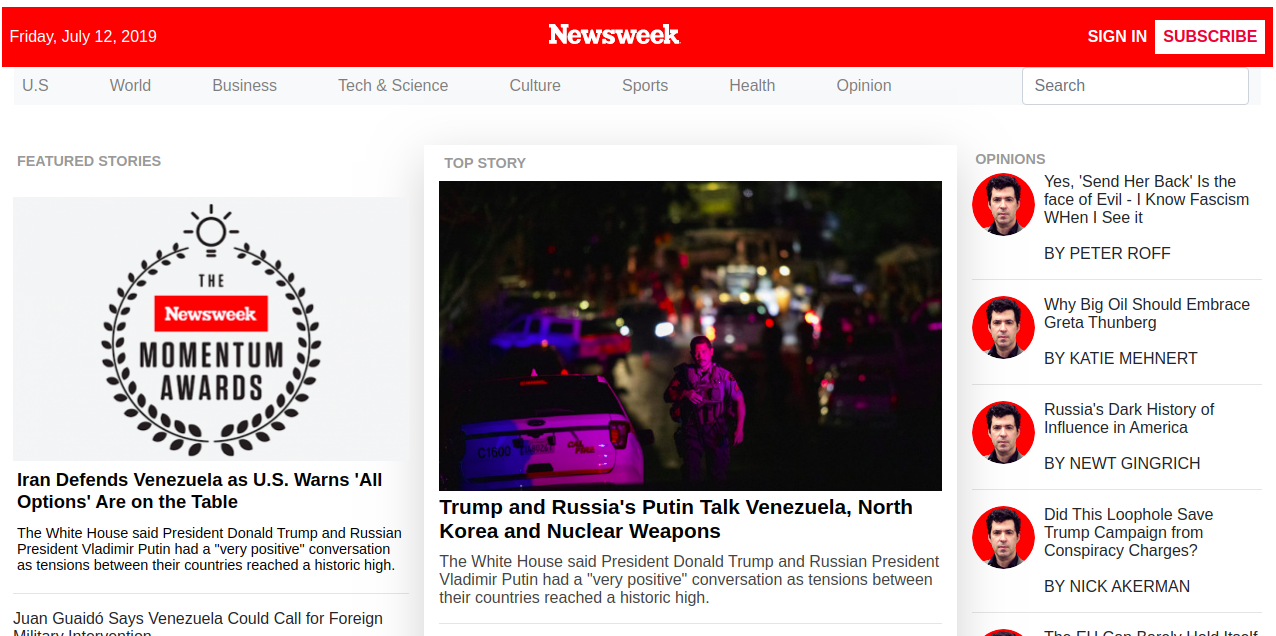 Friday, July 12, 2019
Newsweek
SIGN IN
SUBSCRIBE
U.S
World
Business
Tech & Science
Culture
Sports
Health
Opinion
Search
FEATURED STORIES
THE
Newsweek
MOMENTUM
AWARDS
Iran Defends Venezuela as U.S. Warns 'All
Options' Are on the Table
The White House said President Donald Trump and Russian
President Vladimir Putin had a "very positive" conversation
as tensions between their countries reached a historic high.
Juan Guaidó Says Venezuela Could Call for Foreign
Military Intervention
TOP STORY
C1600
Trump and Russia's Putin Talk Venezuela, North
Korea and Nuclear Weapons
The White House said President Donald Trump and Russian President
Vladimir Putin had a "very positive" conversation as tensions between
their countries reached a historic high.
OPINIONS
Yes, 'Send Her Back' Is the
face of Evil - I Know Fascism
WHen I See it
BY PETER ROFF
Why Big Oil Should Embrace
Greta Thunberg
BY KATIE MEHNERT
Russia's Dark History of
Influence in America
BY NEWT GINGRICH
Did This Loophole Save
Trump Campaign from
Conspiracy Charges?
BY NICK AKERMAN
The EU Can Barely Hold Itself